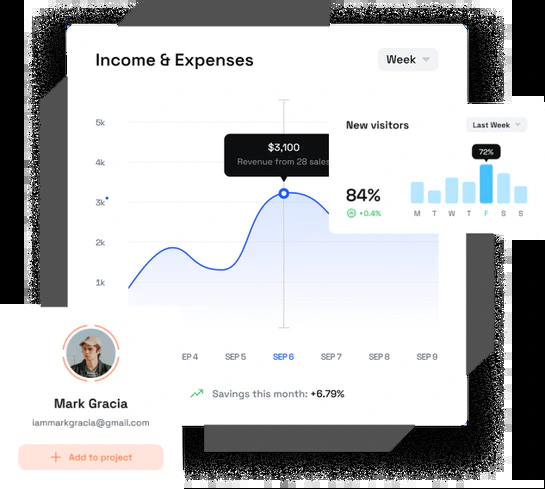 Income & Expenses
Week
5k
4k
3k
2k
1k
$3,100
Revenue from 28 sales
New visitors
Last Week
72%
84%
+0.4%
M T W T F S S
EP 4 SEP 5 SEP 6 SEP 7 SEP 8 SEP 9
Savings this month: +6.79%
Mark Gracia
iammarkgracia@gmail.com
Add to project